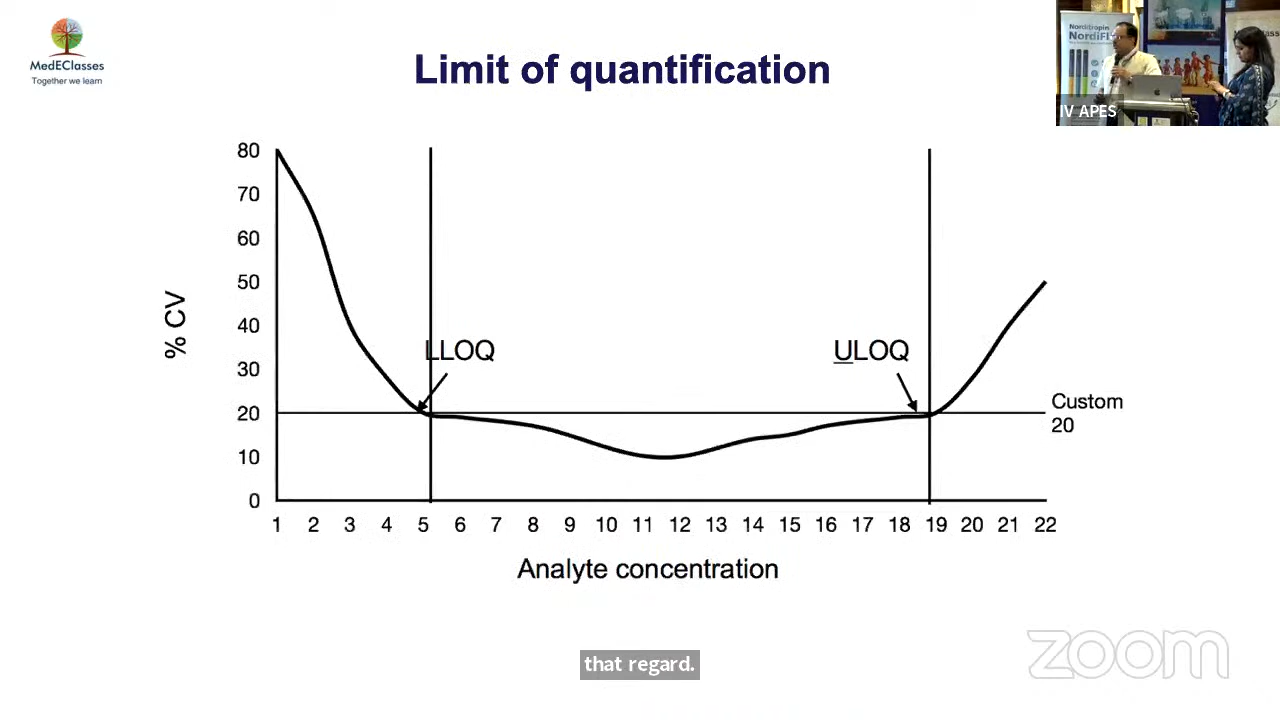 MedEClasses
Together we learn
Limit of quantification
Norditropin
IV APES
80
70
60
50
40
30
20
10
0
% CV
LLOQ
ULOQ
Custom
20
1 2 3 4 5 6 7 8 9 10 11 12 13 14 15 16 17 18 19 20 21 22
Analyte concentration
that regard.
zoom